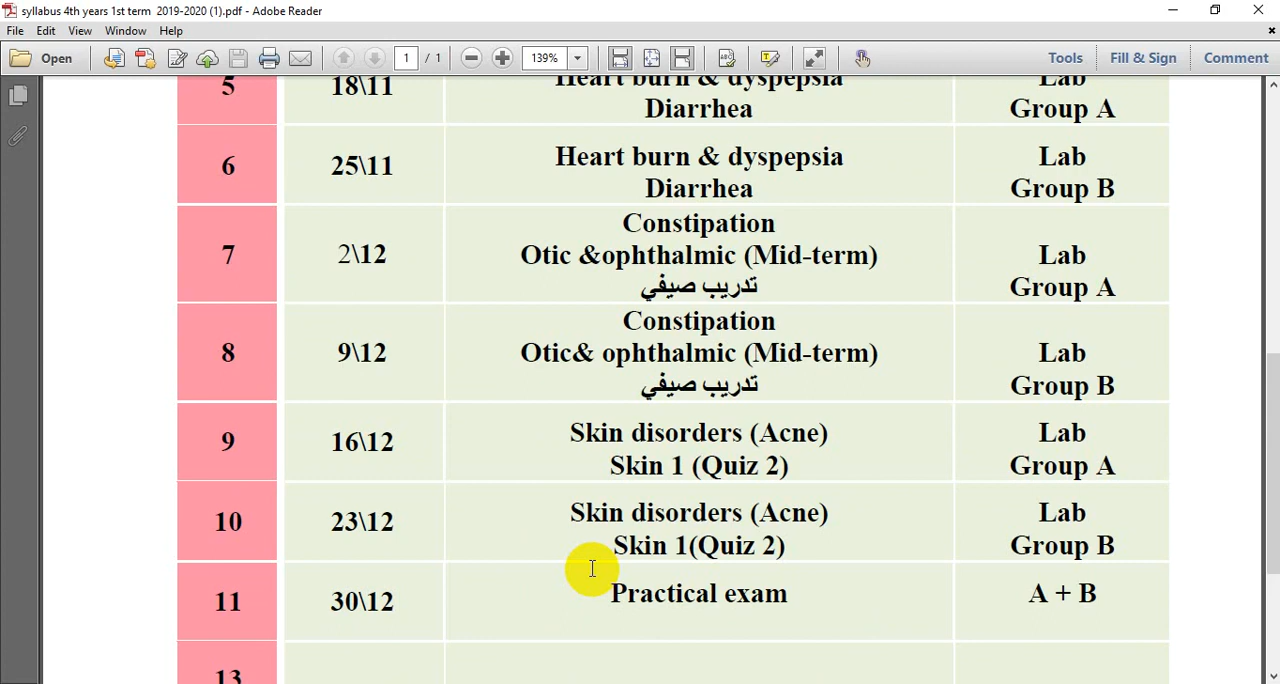 syllabus 4th years 1st term 2019-2020 (1).pdf - Adobe Reader
File Edit View Window Help
Open 1 / 1 139% Tools Fill & Sign Comment
5 18\11 Heart burn & dyspepsia Lab
Diarrhea Group A
6 25\11 Heart burn & dyspepsia Lab
Diarrhea Group B
Constipation
7 2\12 Otic &ophthalmic (Mid-term) Lab
تدريب صيفي Group A
Constipation
8 9\12 Otic& ophthalmic (Mid-term) Lab
تدريب صيفي Group B
9 16\12 Skin disorders (Acne) Lab
Skin 1 (Quiz 2) Group A
10 23\12 Skin disorders (Acne) Lab
Skin 1(Quiz 2) Group B
11 30\12 Practical exam A + B
13